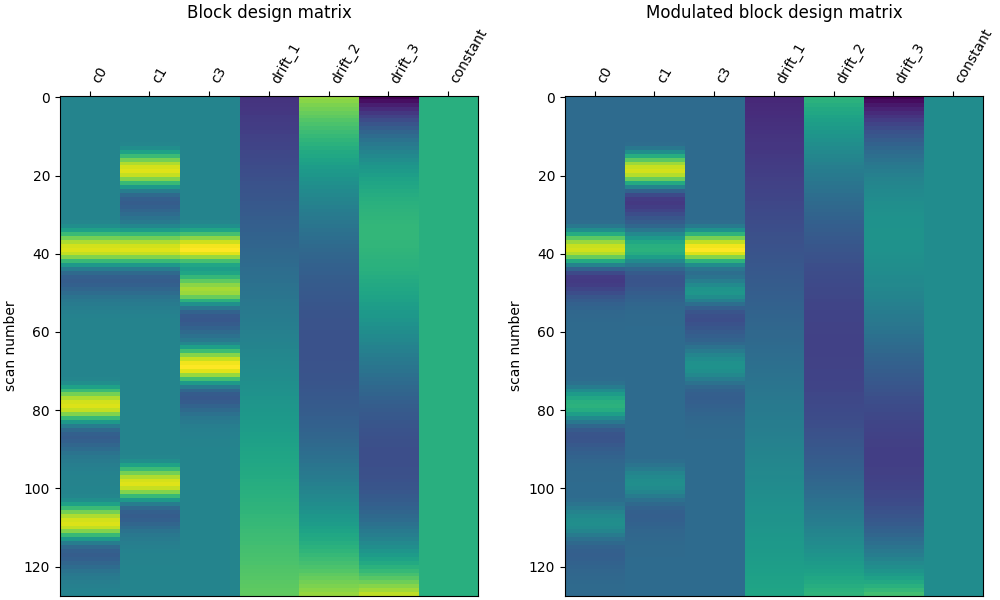 Block design matrix
c0 c1 c3 drift_1 drift_2 drift_3 constant
0
20
40
60
80
100
120
scan number
Modulated block design matrix
c0 c1 c3 drift_1 drift_2 drift_3 constant
0
20
40
60
80
100
120
scan number